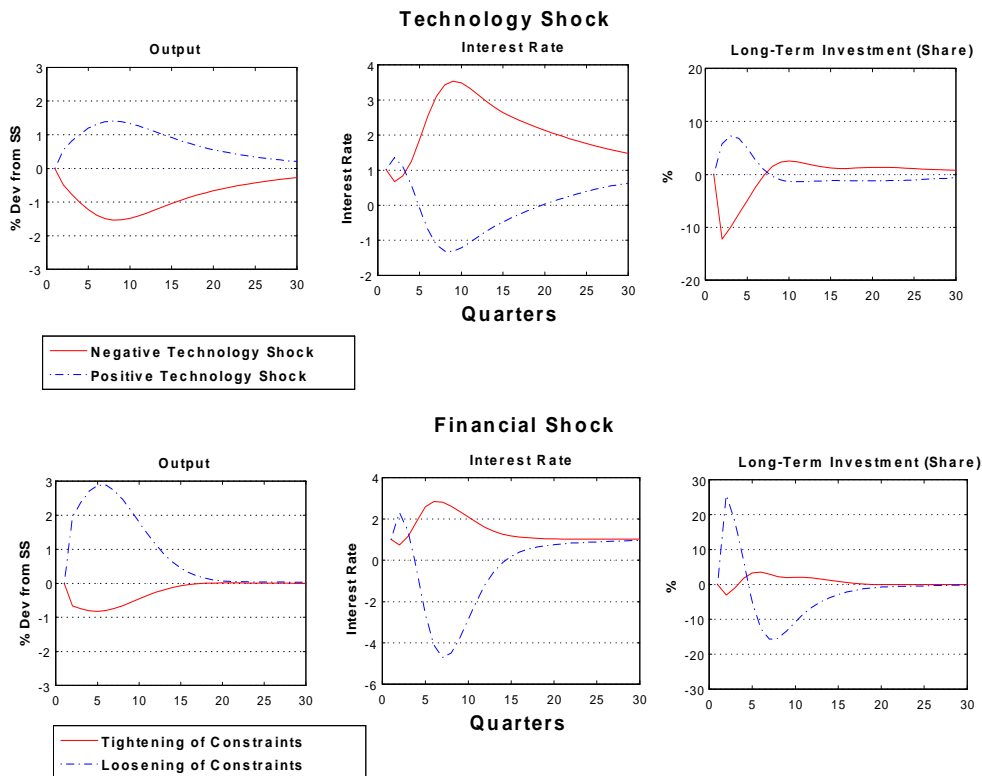 Technology Shock
Output
Interest Rate
Long-Term Investment (Share)
% Dev from SS
3
2
1
0
-1
-2
-3
0 5 10 15 20 25 30
Interest Rate
4
3
2
1
0
-1
-2
0 5 10 15 20 25 30
%
20
10
0
-10
-20
0 5 10 15 20 25 30
Quarters
Negative Technology Shock
Positive Technology Shock
Financial Shock
Output
Interest Rate
Long-Term Investment (Share)
% Dev from SS
3
2
1
0
-1
-2
-3
0 5 10 15 20 25 30
Interest Rate
4
2
0
-2
-4
-6
0 5 10 15 20 25 30
%
30
20
10
0
-10
-20
-30
0 5 10 15 20 25 30
Quarters
Tightening of Constraints
Loosening of Constraints